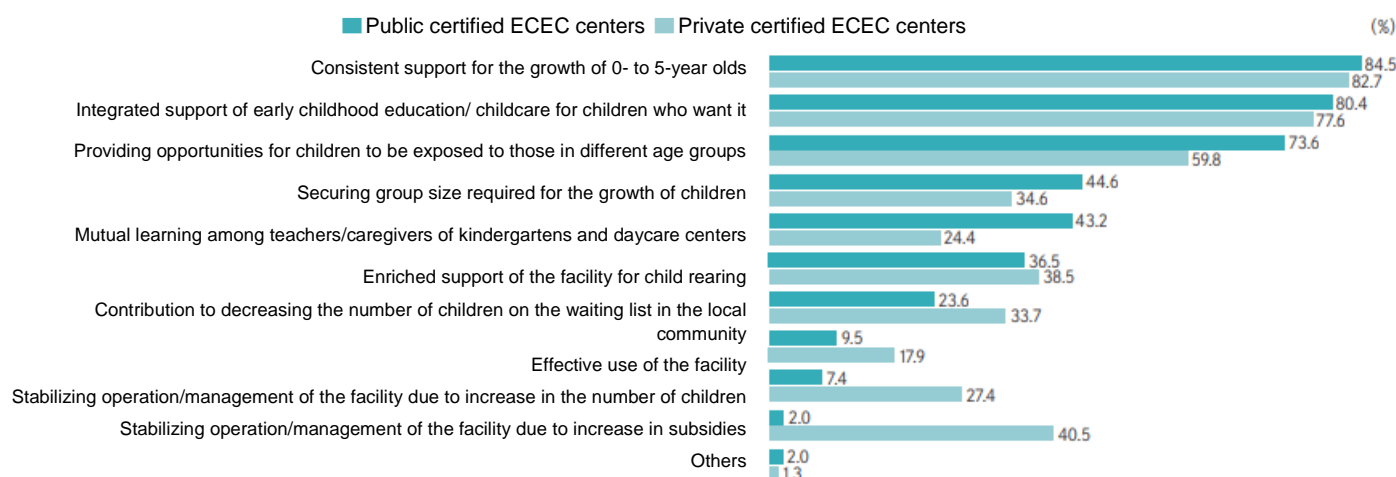 Public certified ECEC centers Private certified ECEC centers (%)
Consistent support for the growth of 0- to 5-year olds 84.5
82.7
Integrated support of early childhood education/ childcare for children who want it 80.4
77.6
Providing opportunities for children to be exposed to those in different age groups 73.6
59.8
Securing group size required for the growth of children 44.6
34.6
Mutual learning among teachers/caregivers of kindergartens and daycare centers 43.2
24.4
Enriched support of the facility for child rearing 36.5
38.5
Contribution to decreasing the number of children on the waiting list in the local 23.6
community 33.7
Effective use of the facility 9.5
17.9
Stabilizing operation/management of the facility due to increase in the number of children 7.4
27.4
Stabilizing operation/management of the facility due to increase in subsidies 2.0
40.5
Others 2.0
1.3